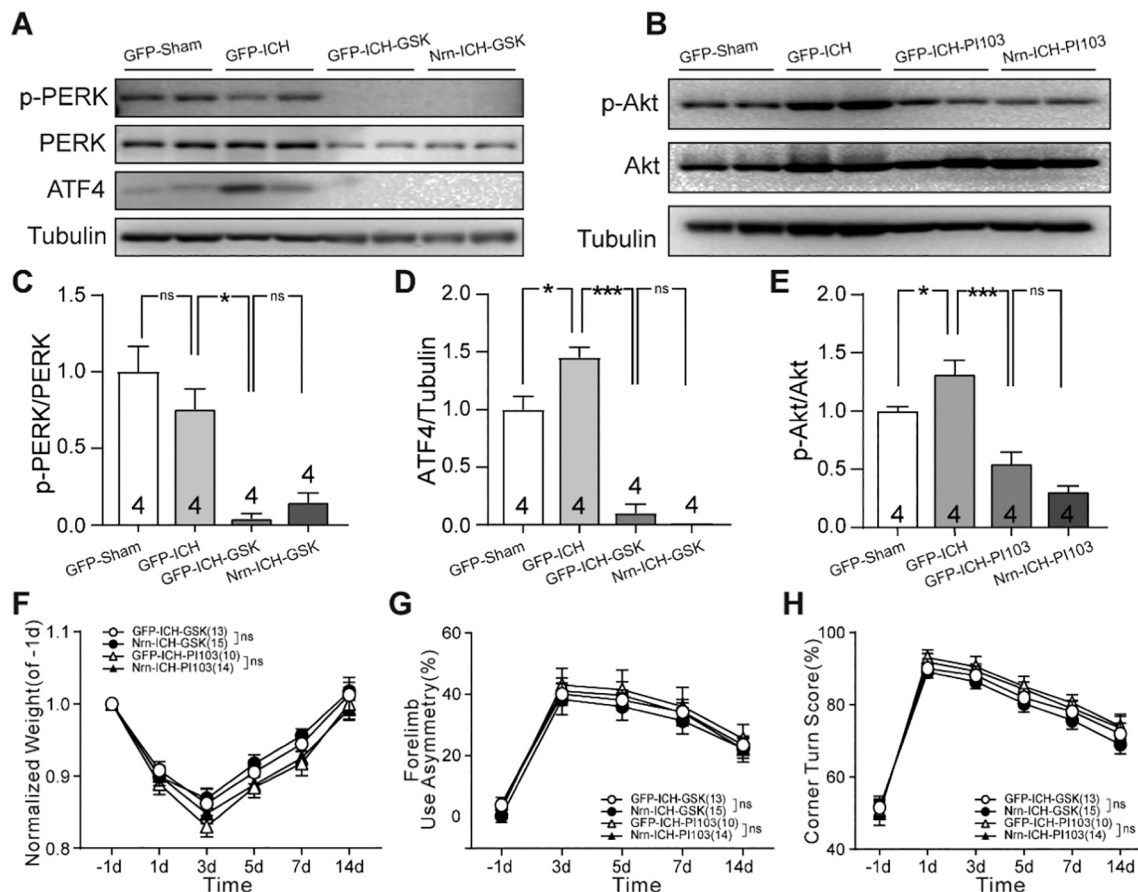 A
GFP-Sham GFP-ICH GFP-ICH-GSK Nrn-ICH-GSK
p-PERK
PERK
ATF4
Tubulin
B
GFP-Sham GFP-ICH GFP-ICH-PI103 Nrn-ICH-PI103
p-Akt
Akt
Tubulin
C
p-PERK/PERK
1.5
1.0
0.5
0.0
ns * ns
4 4 4 4
GFP-Sham GFP-ICH GFP-ICH-GSK Nrn-ICH-GSK
D
ATF4/Tubulin
2.0
1.5
1.0
0.5
0.0
* *** ns
4 4 4 4
GFP-Sham GFP-ICH GFP-ICH-GSK Nrn-ICH-GSK
E
p-Akt/Akt
2.0
1.5
1.0
0.5
0.0
* *** ns
4 4 4 4
GFP-Sham GFP-ICH GFP-ICH-PI103 Nrn-ICH-PI103
F
Normalized Weight(of -1d)
1.1
1.0
0.9
0.8
GFP-ICH-GSK(13)
Nrn-ICH-GSK(15)
ns
GFP-ICH-PI103(10)
Nrn-ICH-PI103(14)
ns
-1d 1d 3d 5d 7d 14d
Time
G
Forelimb
Use Asymmetry(%)
60
40
20
0
GFP-ICH-GSK(13)
Nrn-ICH-GSK(15)
ns
GFP-ICH-PI103(10)
Nrn-ICH-PI103(14)
ns
-1d 3d 5d 7d 14d
Time
H
Corner Turn Score(%)
100
80
60
40
GFP-ICH-GSK(13)
Nrn-ICH-GSK(15)
ns
GFP-ICH-PI103(10)
Nrn-ICH-PI103(14)
ns
-1d 1d 3d 5d 7d 14d
Time